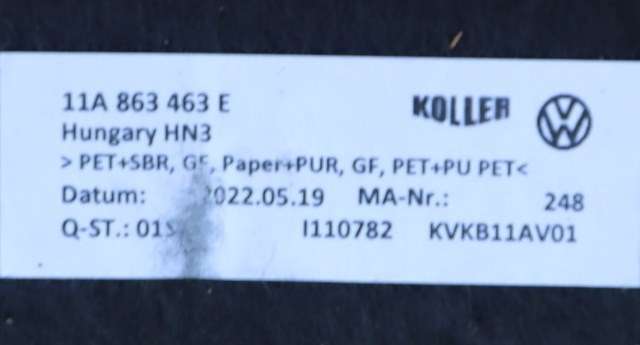 11A 863 463 E KOLLER
Hungary HN3
> PET+SBR, GF, Paper+PUR, GF, PET+PU PET<
Datum: 2022.05.19 MA-Nr.: 248
Q-ST.: I110782 KVKB11AV01